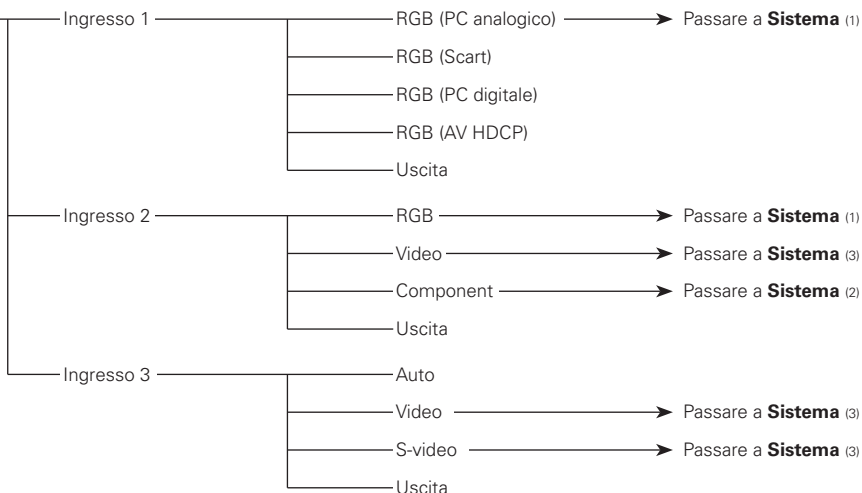 Ingresso 1 RGB (PC analogico) Passare a Sistema (1)
RGB (Scart)
RGB (PC digitale)
RGB (AV HDCP)
Uscita
Ingresso 2 RGB Passare a Sistema (1)
Video Passare a Sistema (3)
Component Passare a Sistema (2)
Uscita
Ingresso 3 Auto
Video Passare a Sistema (3)
S-video Passare a Sistema (3)
Uscita